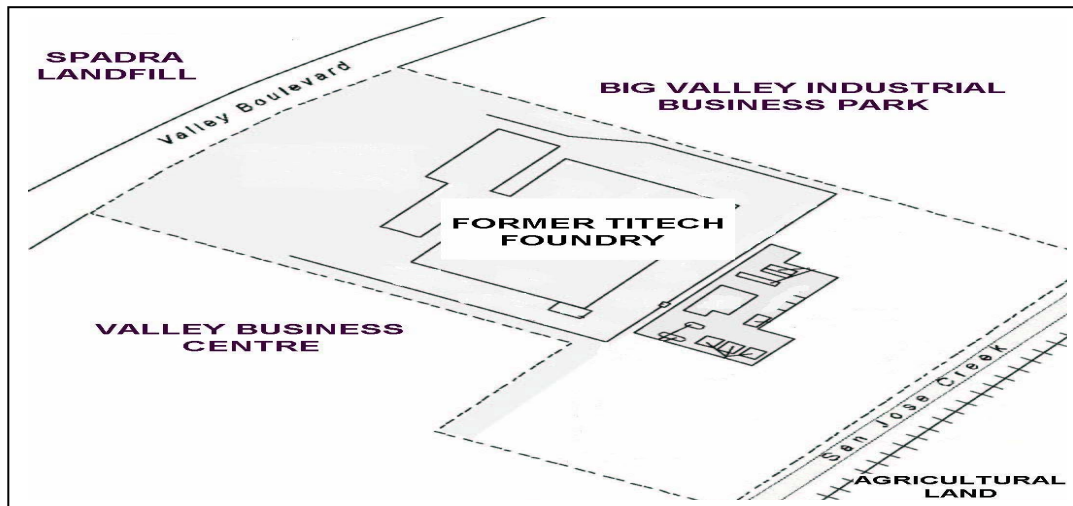 SPADRA
LANDFILL
Valley Boulevard
BIG VALLEY INDUSTRIAL
BUSINESS PARK
FORMER TITECH
FOUNDRY
VALLEY BUSINESS
CENTRE
San Jose Creek
AGRICULTURAL
LAND